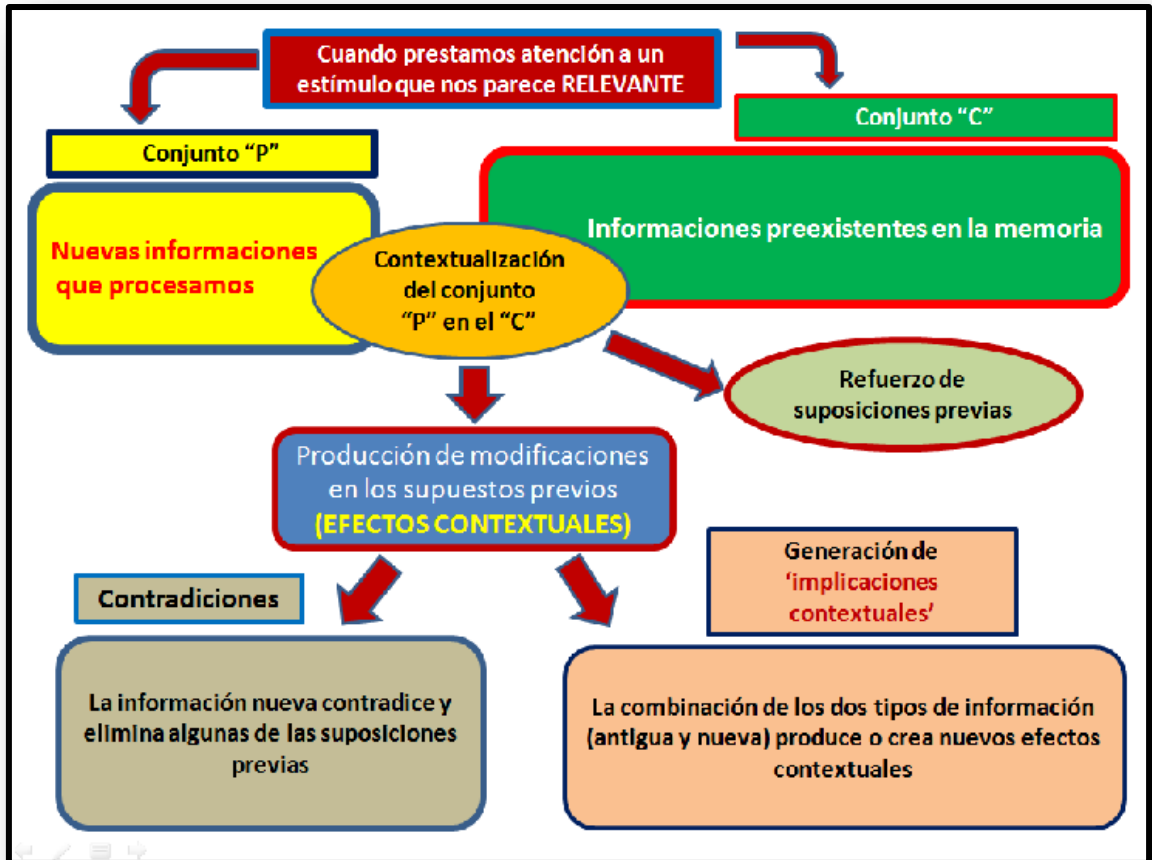 Cuando prestamos atención a un
estímulo que nos parece RELEVANTE
Conjunto “C”
Conjunto “P”
Informaciones preexistentes en la memoria
Nuevas informaciones
que procesamos
Contextualización
del conjunto
“P” en el “C”
Refuerzo de
suposiciones previas
Producción de modificaciones
en los supuestos previos
(EFECTOS CONTEXTUALES)
Contradiciones
Generación de
‘implicaciones
contextuales’
La información nueva contradice y
elimina algunas de las suposiciones
previas
La combinación de los dos tipos de información
(antigua y nueva) produce o crea nuevos efectos
contextuales